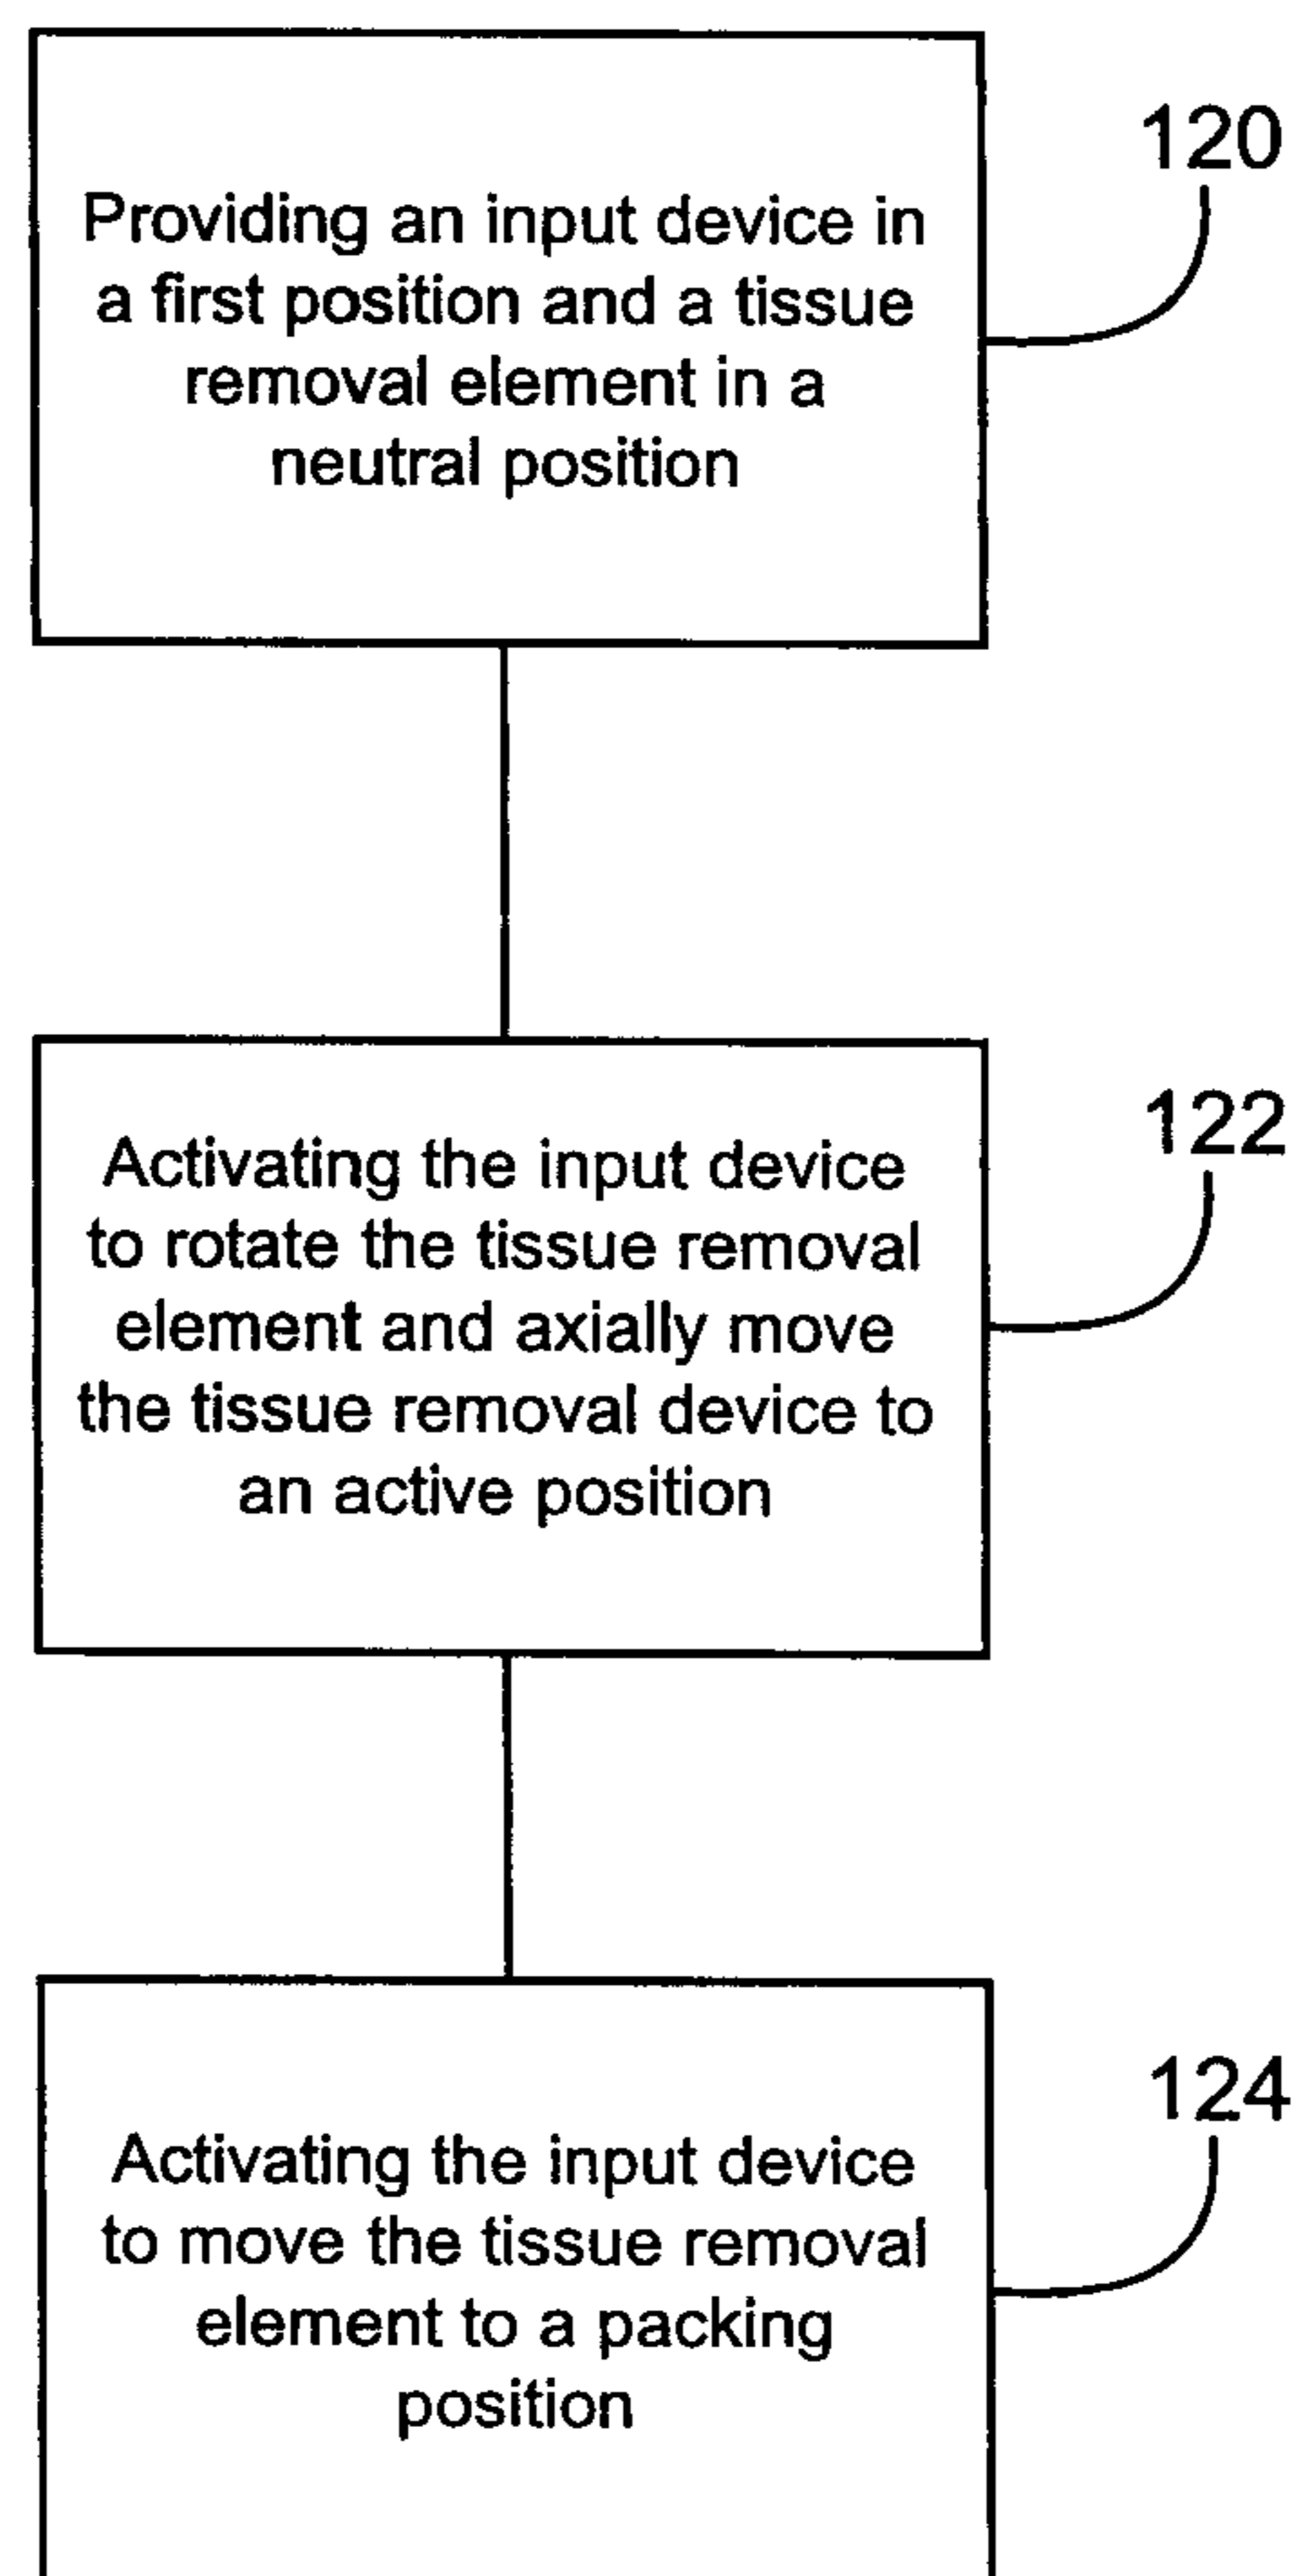 120
Providing an input device in
a first position and a tissue
removal element in a
neutral position
122
Activating the input device
to rotate the tissue removal
element and axially move
the tissue removal device to
an active position
124
Activating the input device
to move the tissue removal
element to a packing
position